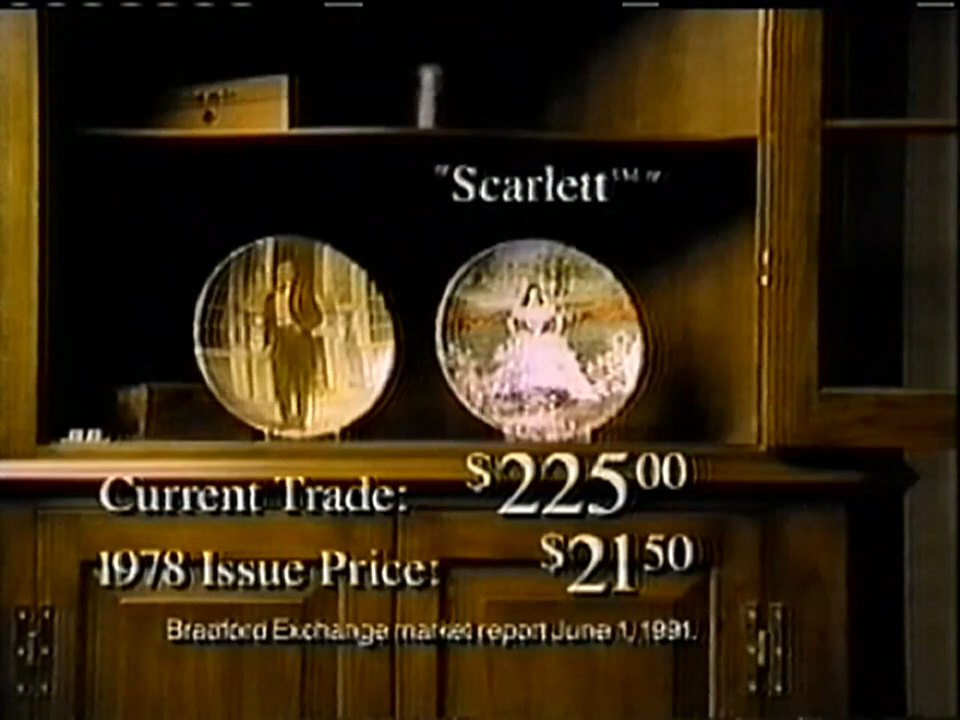 "Scarlett™"
Current Trade: $225.00
1978 Issue Price: $21.50
Bradford Exchange market report June 1, 1991.